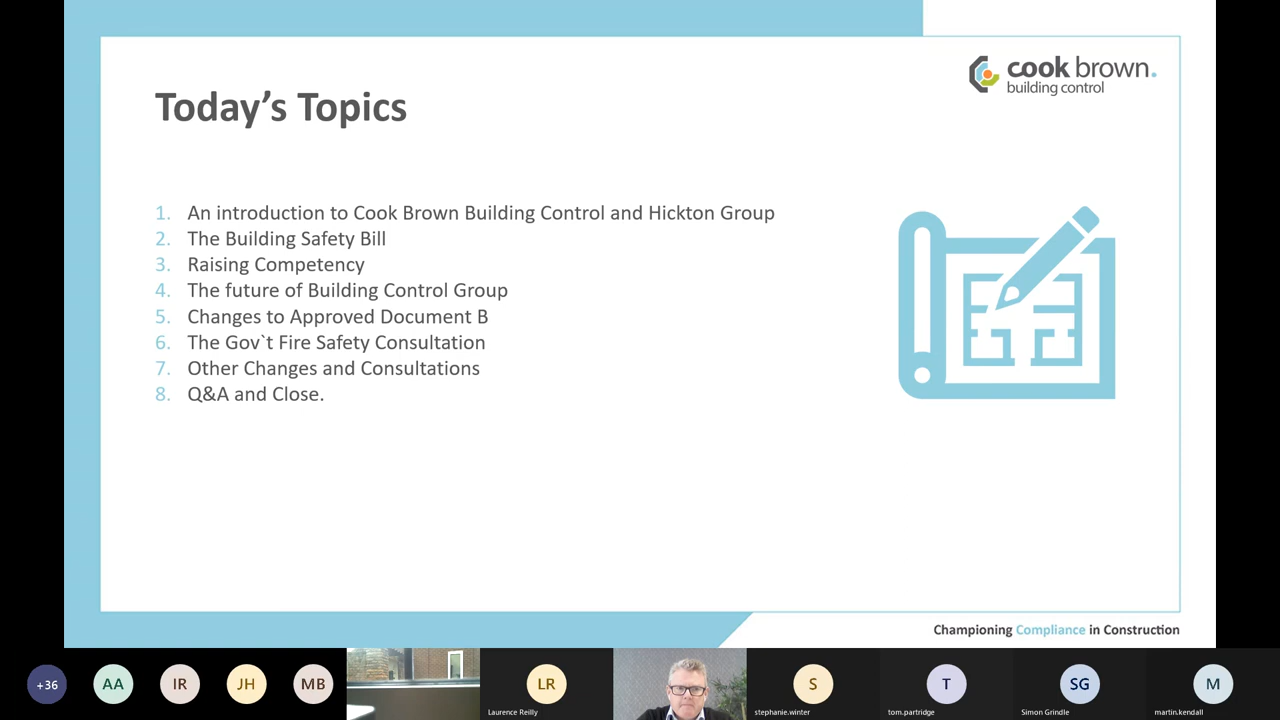 cook brown.
building control
Today's Topics
1. An introduction to Cook Brown Building Control and Hickton Group
2. The Building Safety Bill
3. Raising Competency
4. The future of Building Control Group
5. Changes to Approved Document B
6. The Gov`t Fire Safety Consultation
7. Other Changes and Consultations
8. Q&A and Close.
Championing Compliance in Construction
+36 AA IR JH MB LR S T SG M
Laurence Reilly stephanie.winter tom.partridge Simon Grindle martin.kendall